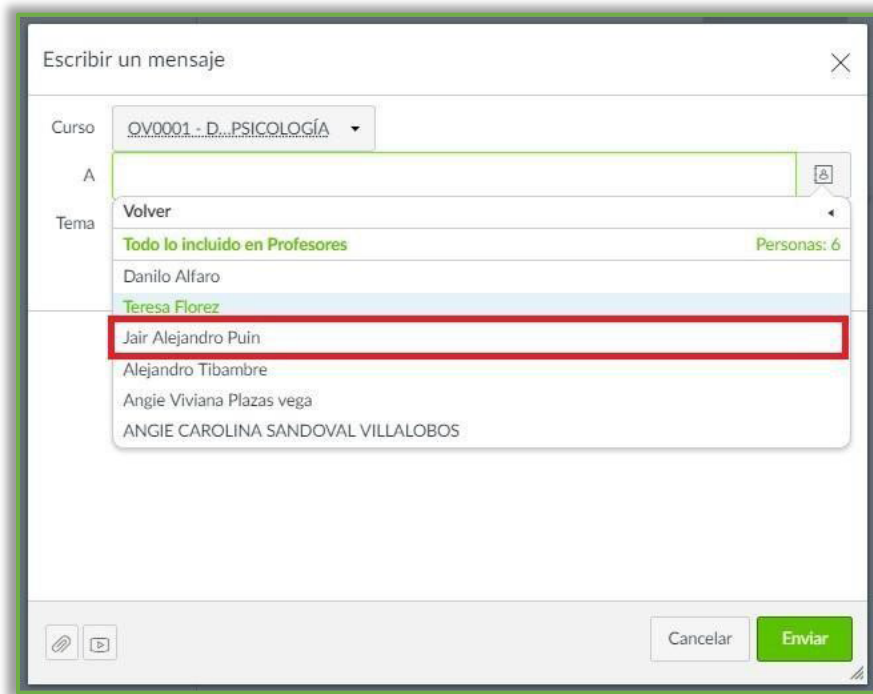 Escribir un mensaje
Curso OV0001 - D...PSICOLOGÍA
A
Tema
Volver
Todo lo incluido en Profesores Personas: 6
Danilo Alfaro
Teresa Florez
Jair Alejandro Puin
Alejandro Tibambre
Angie Viviana Plazas vega
ANGIE CAROLINA SANDOVAL VILLALOBOS
Cancelar Enviar